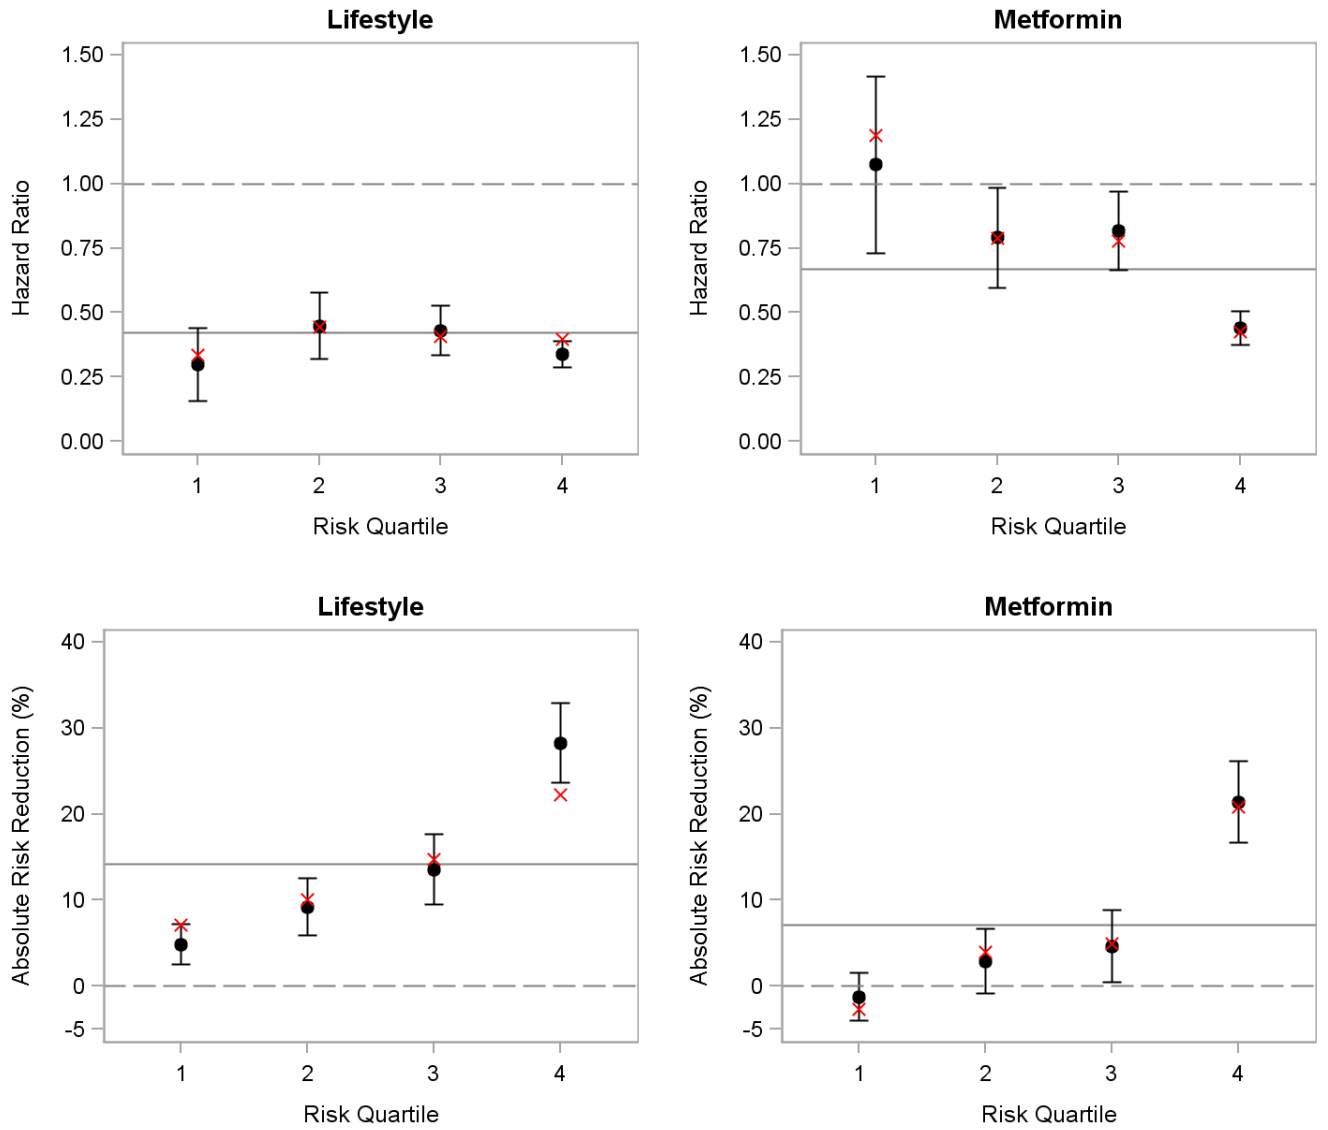 Lifestyle
Hazard Ratio
1.50
1.25
1.00
0.75
0.50
0.25
0.00
1 2 3 4
Risk Quartile
Metformin
Hazard Ratio
1.50
1.25
1.00
0.75
0.50
0.25
0.00
1 2 3 4
Risk Quartile
Lifestyle
Absolute Risk Reduction (%)
40
30
20
10
0
-5
1 2 3 4
Risk Quartile
Metformin
Absolute Risk Reduction (%)
40
30
20
10
0
-5
1 2 3 4
Risk Quartile